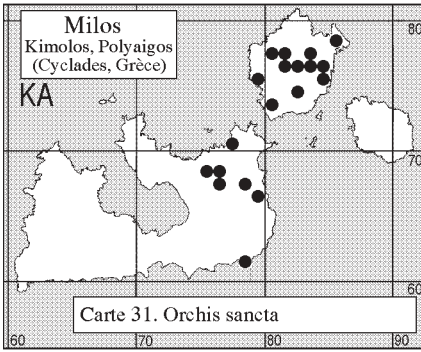 Milos
Kimolos, Polyaigos
(Cyclades, Grèce)
KA
80
70
60
Carte 31. Orchis sancta
60
70
80
90